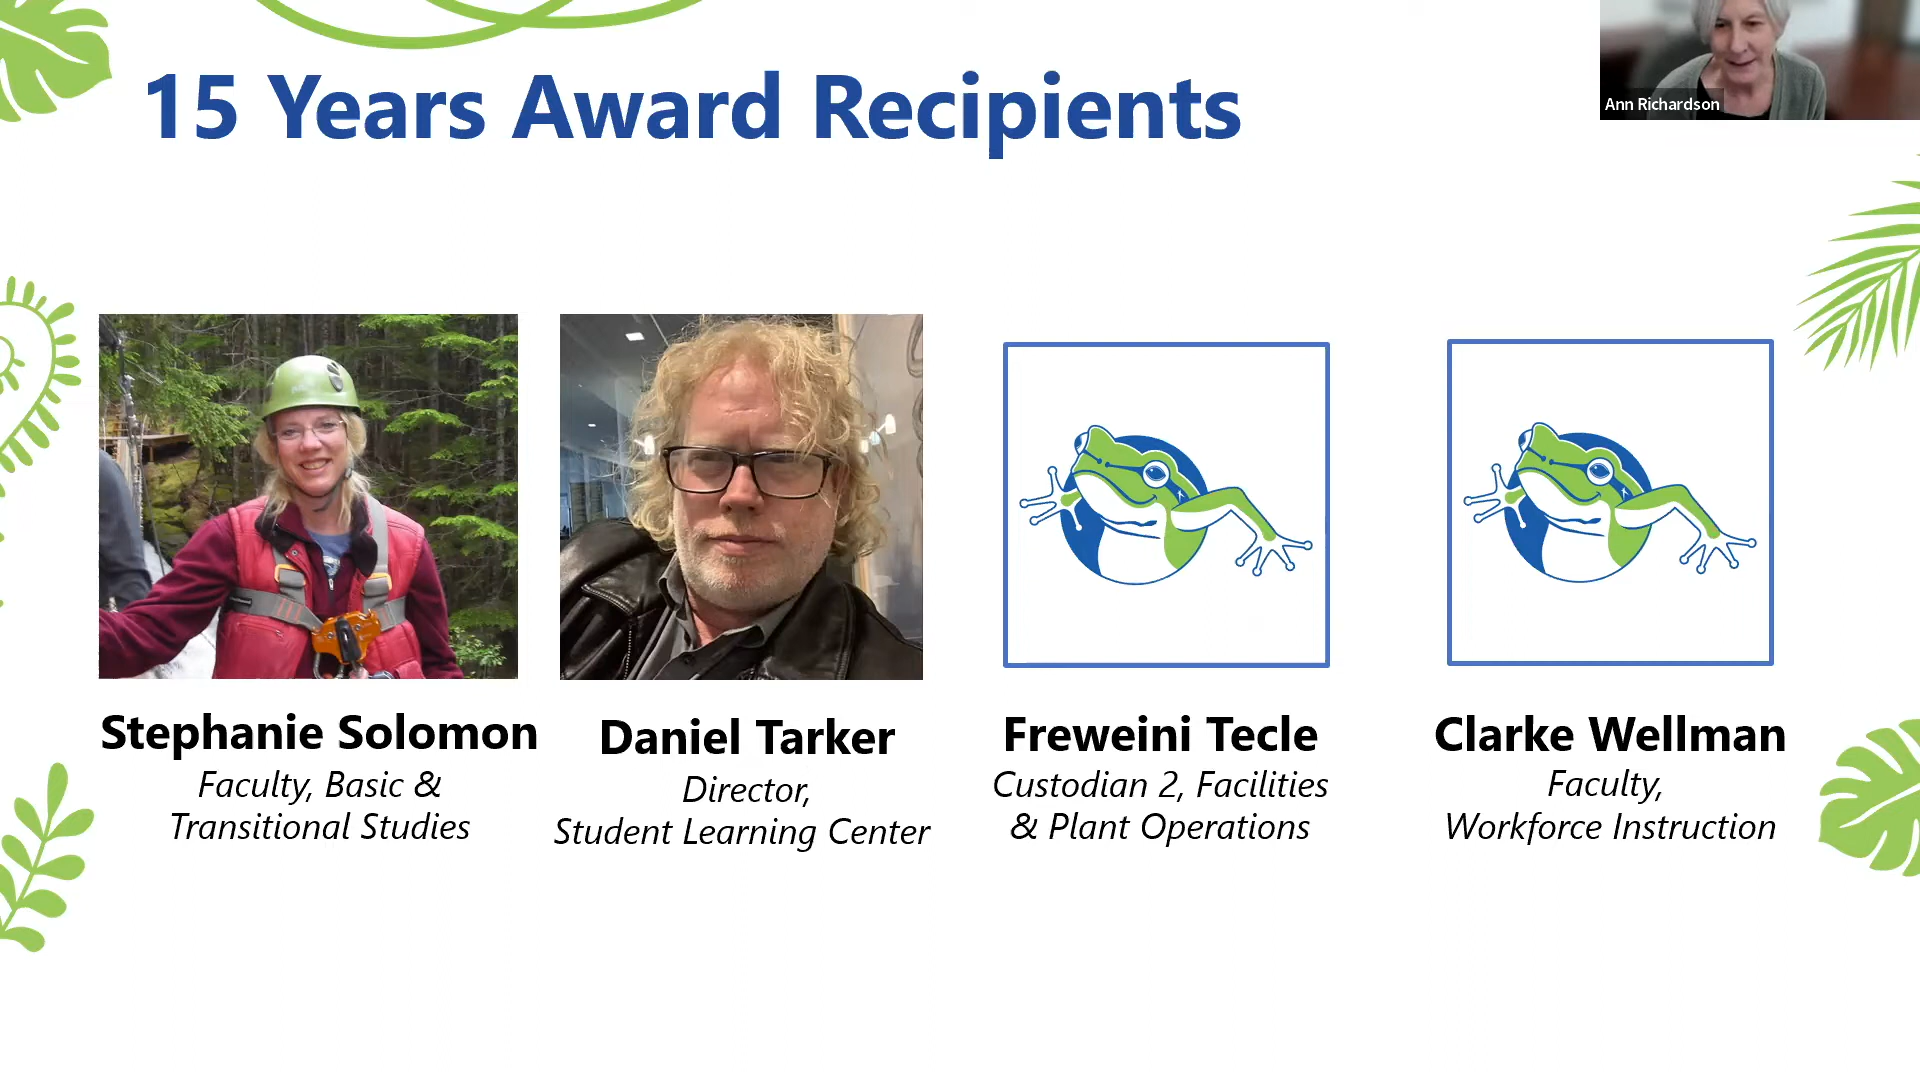 15 Years Award Recipients
Ann Richardson
Stephanie Solomon
Faculty, Basic &
Transitional Studies
Daniel Tarker
Director,
Student Learning Center
Freweini Tecle
Custodian 2, Facilities
& Plant Operations
Clarke Wellman
Faculty,
Workforce Instruction